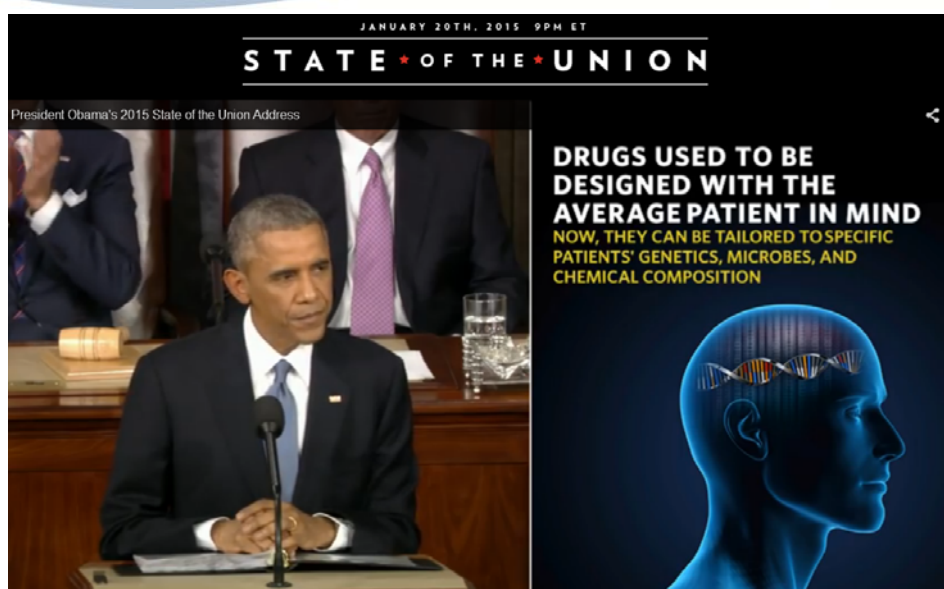 JANUARY 20TH, 2015 9PM ET
STATE ★ OF THE ★ UNION
President Obama's 2015 State of the Union Address
DRUGS USED TO BE
DESIGNED WITH THE
AVERAGE PATIENT IN MIND
NOW, THEY CAN BE TAILORED TO SPECIFIC
PATIENTS' GENETICS, MICROBES, AND
CHEMICAL COMPOSITION